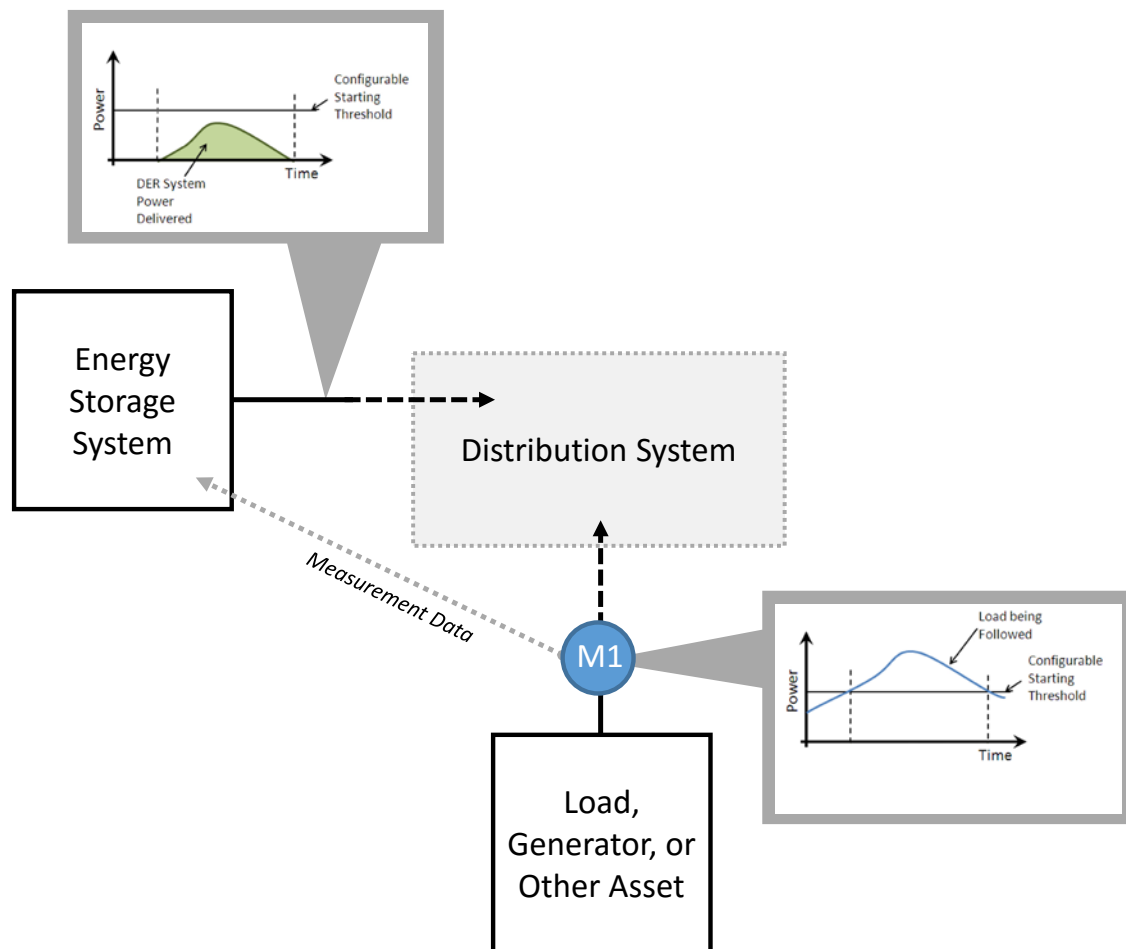 Power
Configurable
Starting
Threshold
Time
DER System
Power
Delivered
Energy
Storage
System
Distribution System
Measurement Data
M1
Load being
Followed
Configurable
Starting
Threshold
Power
Time
Load,
Generator, or
Other Asset